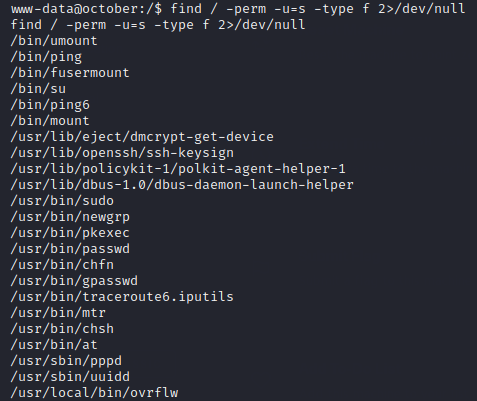 www-data@october:/$ find / -perm -u=s -type f 2>/dev/null
find / -perm -u=s -type f 2>/dev/null
/bin/umount
/bin/ping
/bin/fusermount
/bin/su
/bin/ping6
/bin/mount
/usr/lib/eject/dmcrypt-get-device
/usr/lib/openssh/ssh-keysign
/usr/lib/policykit-1/polkit-agent-helper-1
/usr/lib/dbus-1.0/dbus-daemon-launch-helper
/usr/bin/sudo
/usr/bin/newgrp
/usr/bin/pkexec
/usr/bin/passwd
/usr/bin/chfn
/usr/bin/gpasswd
/usr/bin/traceroute6.iputils
/usr/bin/mtr
/usr/bin/chsh
/usr/bin/at
/usr/sbin/pppd
/usr/sbin/uuidd
/usr/local/bin/ovrflw